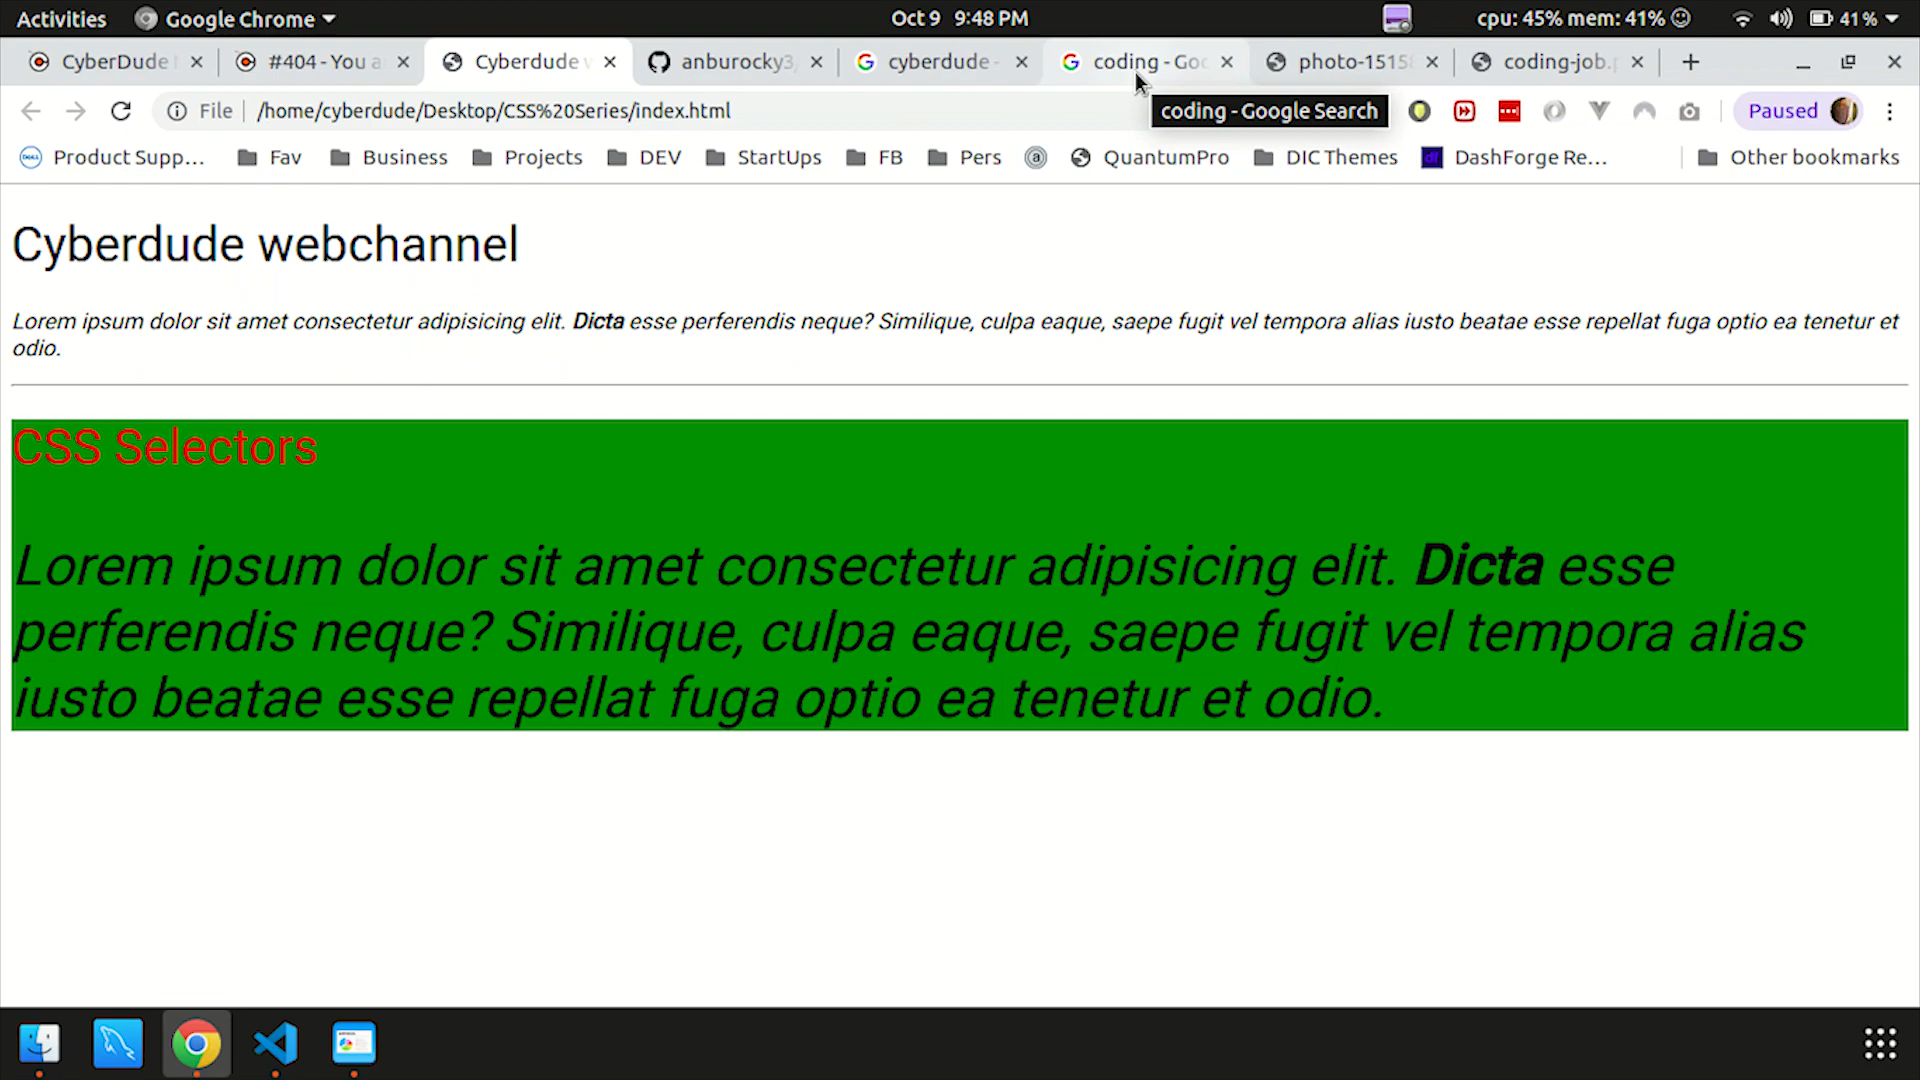 Activities Google Chrome Oct 9 9:48 PM cpu: 45% mem: 41% 41%
CyberDude #404 - You a Cyberdude anburocky3 cyberdude - coding - Goo photo-1515 coding-job.
File /home/cyberdude/Desktop/CSS%20Series/index.html coding - Google Search Paused
Product Supp... Fav Business Projects DEV StartUps FB Pers QuantumPro DIC Themes df DashForge Re... Other bookmarks
Cyberdude webchannel
Lorem ipsum dolor sit amet consectetur adipisicing elit. Dicta esse perferendis neque? Similique, culpa eaque, saepe fugit vel tempora alias iusto beatae esse repellat fuga optio ea tenetur et
odio.
CSS Selectors
Lorem ipsum dolor sit amet consectetur adipisicing elit. Dicta esse
perferendis neque? Similique, culpa eaque, saepe fugit vel tempora alias
iusto beatae esse repellat fuga optio ea tenetur et odio.